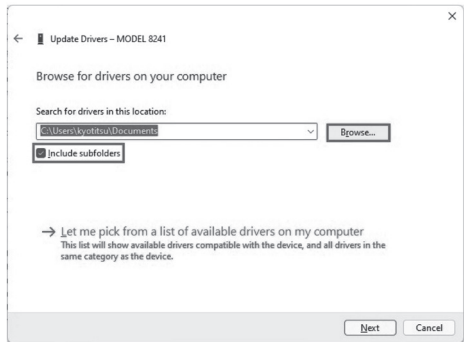 Update Drivers – MODEL 8241
Browse for drivers on your computer
Search for drivers in this location:
C:\Users\kyotitsu\Documents
Browse...
Include subfolders
Let me pick from a list of available drivers on my computer
This list will show available drivers compatible with the device, and all drivers in the
same category as the device.
Next Cancel